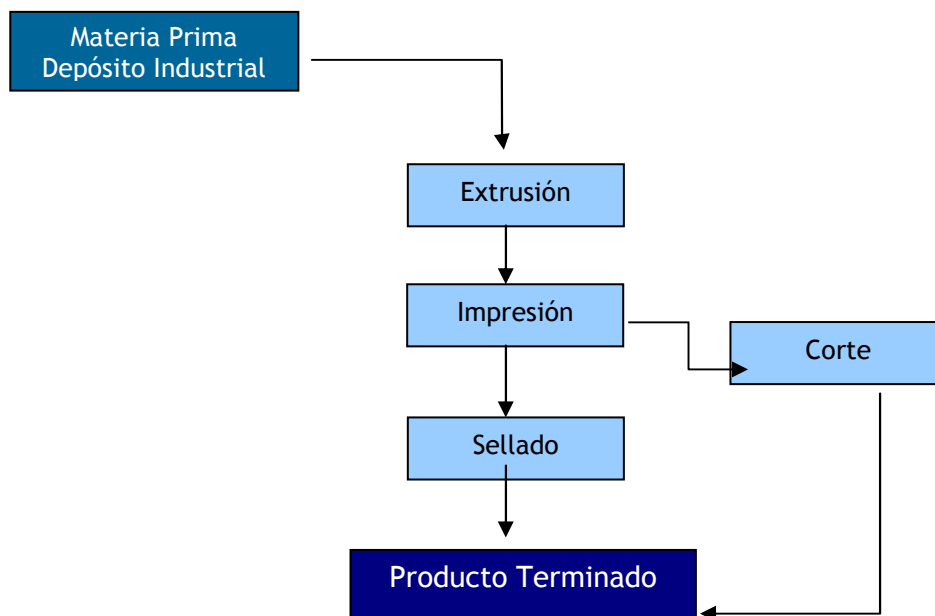 Materia Prima
Depósito Industrial
Extrusión
Impresión
Corte
Sellado
Producto Terminado